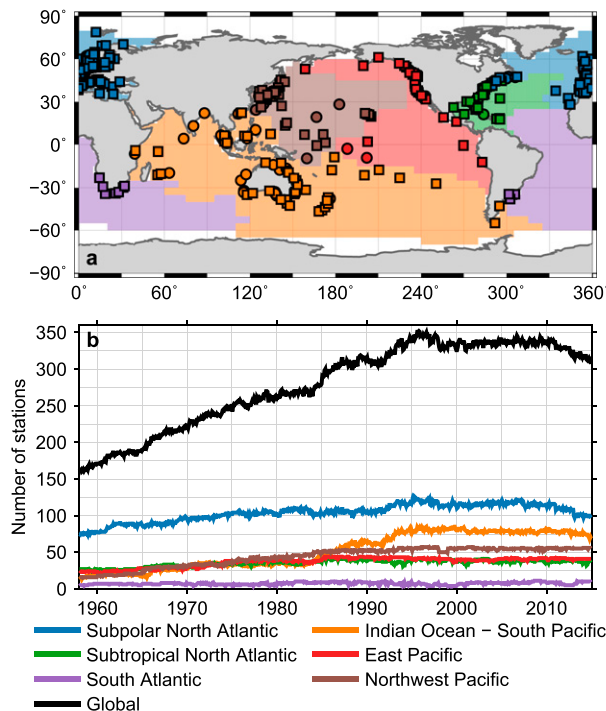 90°
60°
30°
0°
−30°
−60°
−90°
a
0°
60°
120°
180°
240°
300°
360°
b
Number of stations
350
300
250
200
150
100
50
0
1960
1970
1980
1990
2000
2010
Subpolar North Atlantic
Indian Ocean − South Pacific
Subtropical North Atlantic
East Pacific
South Atlantic
Northwest Pacific
Global